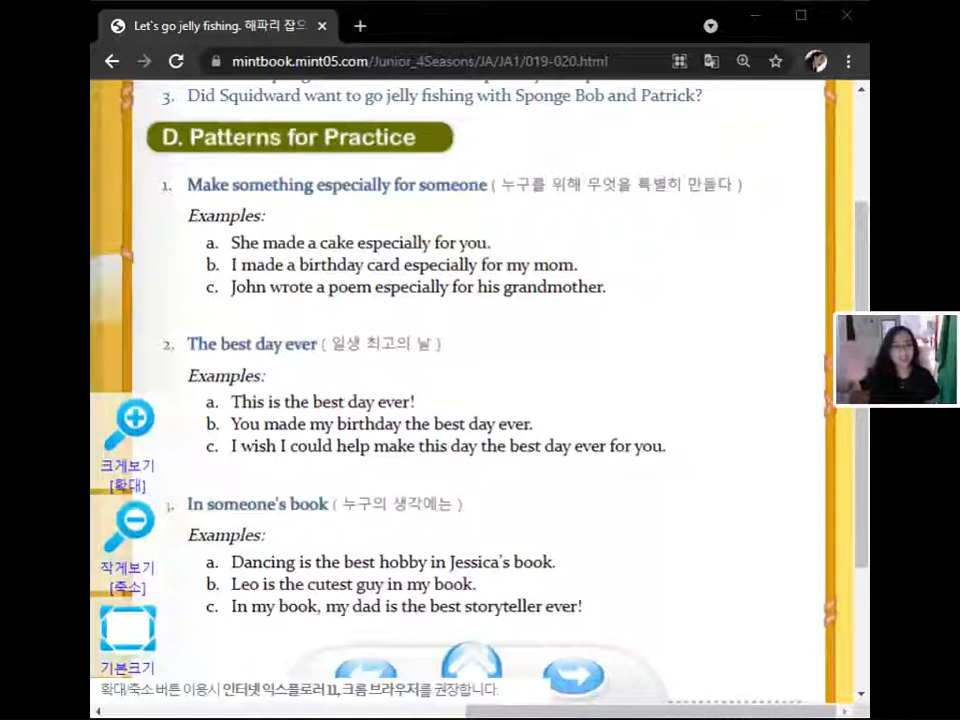 Let's go jelly fishing. 해파리 잡으
mintbook.mint05.com/Junior_4Seasons/JA/JA1/019-020.html
3. Did Squidward want to go jelly fishing with Sponge Bob and Patrick?
D. Patterns for Practice
1. Make something especially for someone ( 누구를 위해 무엇을 특별히 만들다 )
Examples:
a. She made a cake especially for you.
b. I made a birthday card especially for my mom.
c. John wrote a poem especially for his grandmother.
2. The best day ever ( 일생 최고의 날 )
Examples:
a. This is the best day ever!
b. You made my birthday the best day ever.
c. I wish I could help make this day the best day ever for you.
크게보기
[확대]
3. In someone's book ( 누구의 생각에는 )
Examples:
a. Dancing is the best hobby in Jessica's book.
b. Leo is the cutest guy in my book.
c. In my book, my dad is the best storyteller ever!
작게보기
[축소]
기본크기
확대/축소 버튼 이용시 인터넷 익스플로러 11, 크롬 브라우저를 권장합니다.